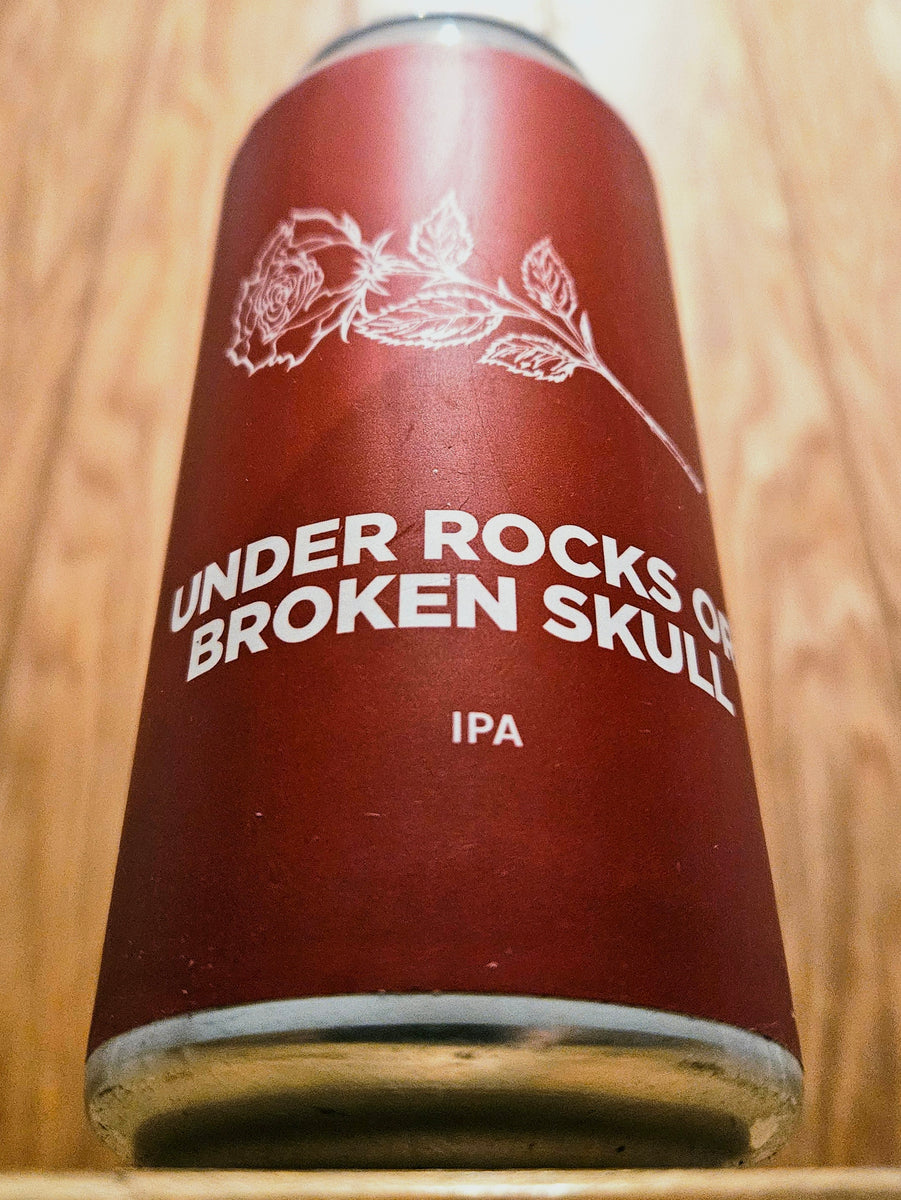 UNDER ROCKS OF
BROKEN SKULL
IPA